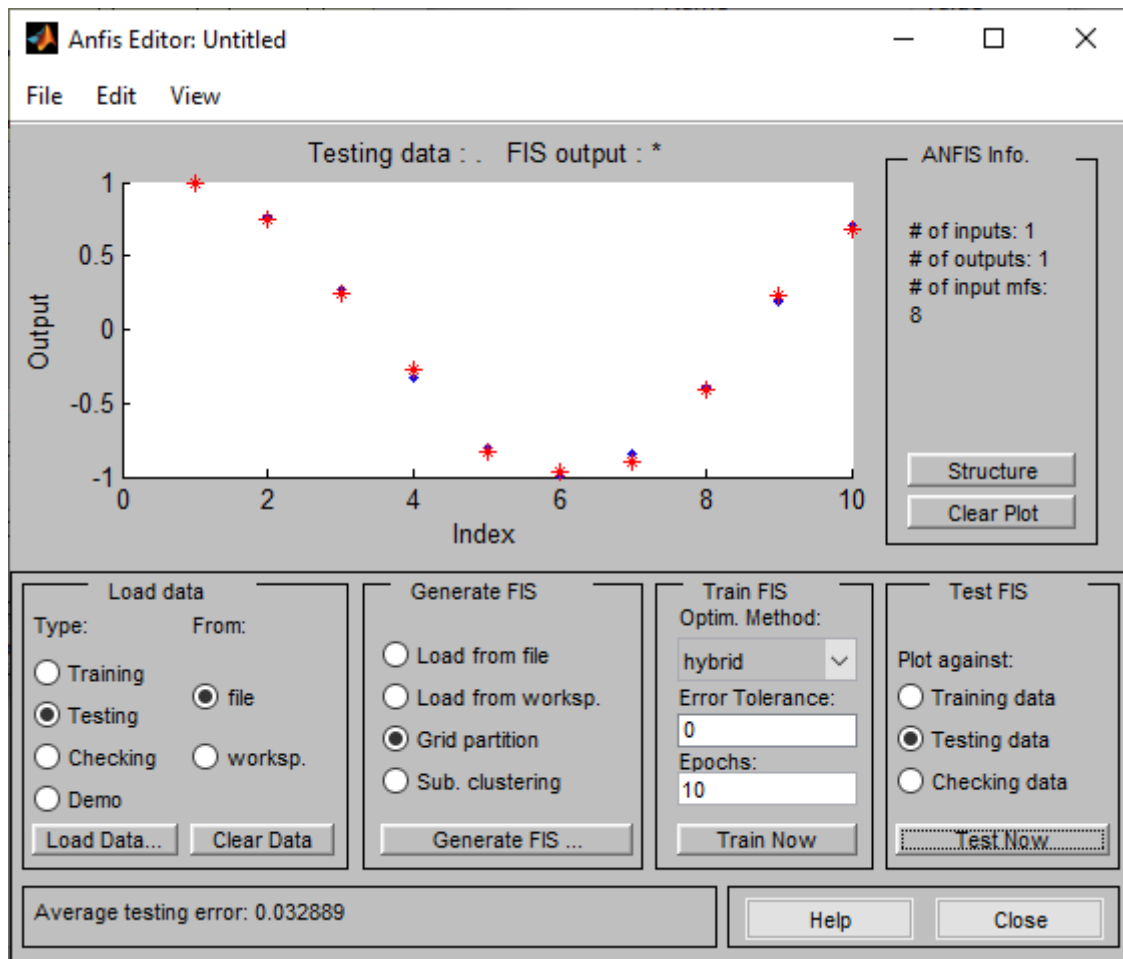 Anfis Editor: Untitled
File Edit View
Testing data : . FIS output : *
1
0.5
0
-0.5
-1
Output
0 2 4 6 8 10
Index
ANFIS Info.
# of inputs: 1
# of outputs: 1
# of input mfs:
8
Structure
Clear Plot
Load data
Type: From:
Training
file
Testing
Checking
worksp.
Demo
Load Data... Clear Data
Generate FIS
Load from file
Load from worksp.
Grid partition
Sub. clustering
Generate FIS ...
Train FIS
Optim. Method:
hybrid
Error Tolerance:
0
Epochs:
10
Train Now
Test FIS
Plot against:
Training data
Testing data
Checking data
Test Now
Average testing error: 0.032889
Help Close